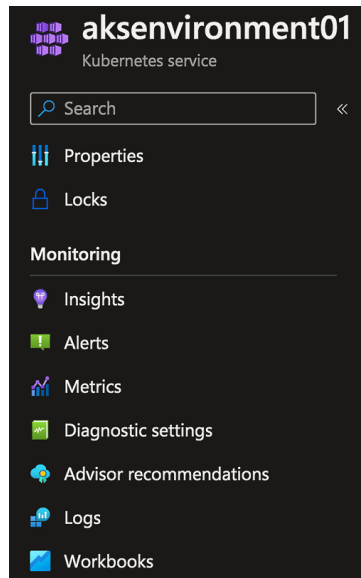 aksenvironment01
Kubernetes service
Search
«
Properties
Locks
Monitoring
Insights
Alerts
Metrics
Diagnostic settings
Advisor recommendations
Logs
Workbooks